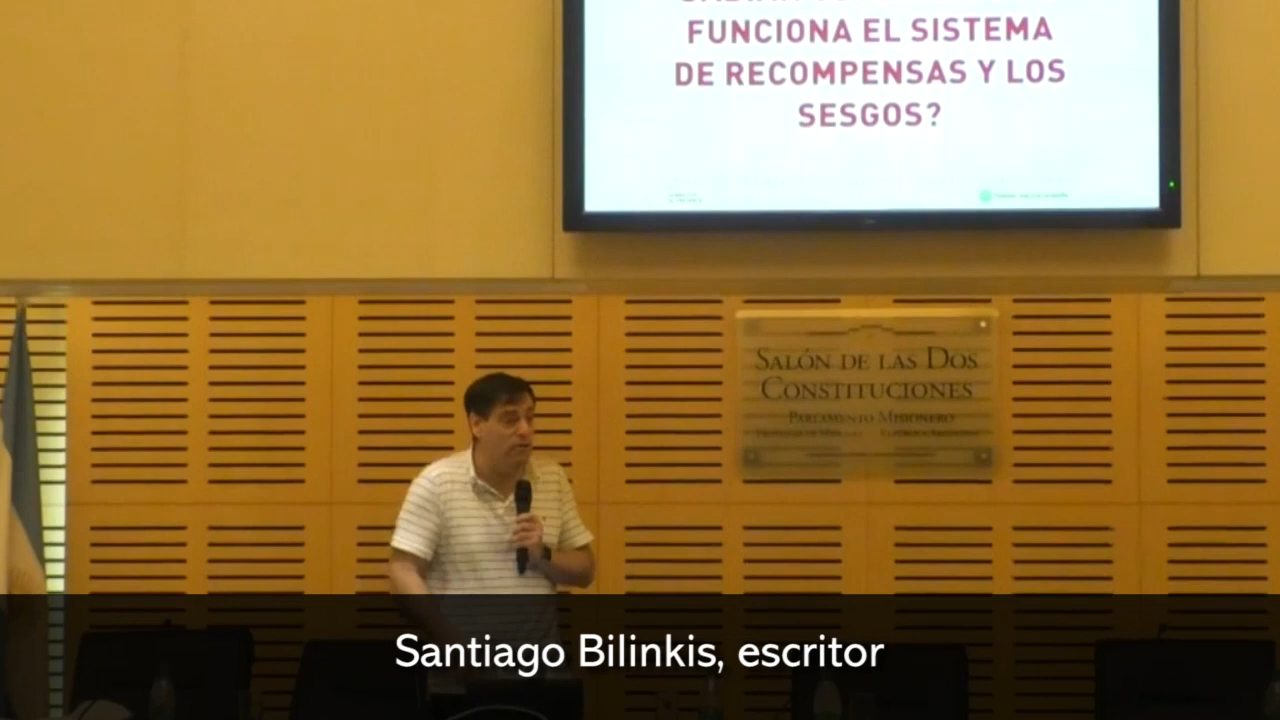 FUNCIONA EL SISTEMA
DE RECOMPENSAS Y LOS
SESGOS?
SALÓN DE LAS DOS
CONSTITUCIONES
PARLAMENTO MISIONERO
Santiago Bilinkis, escritor